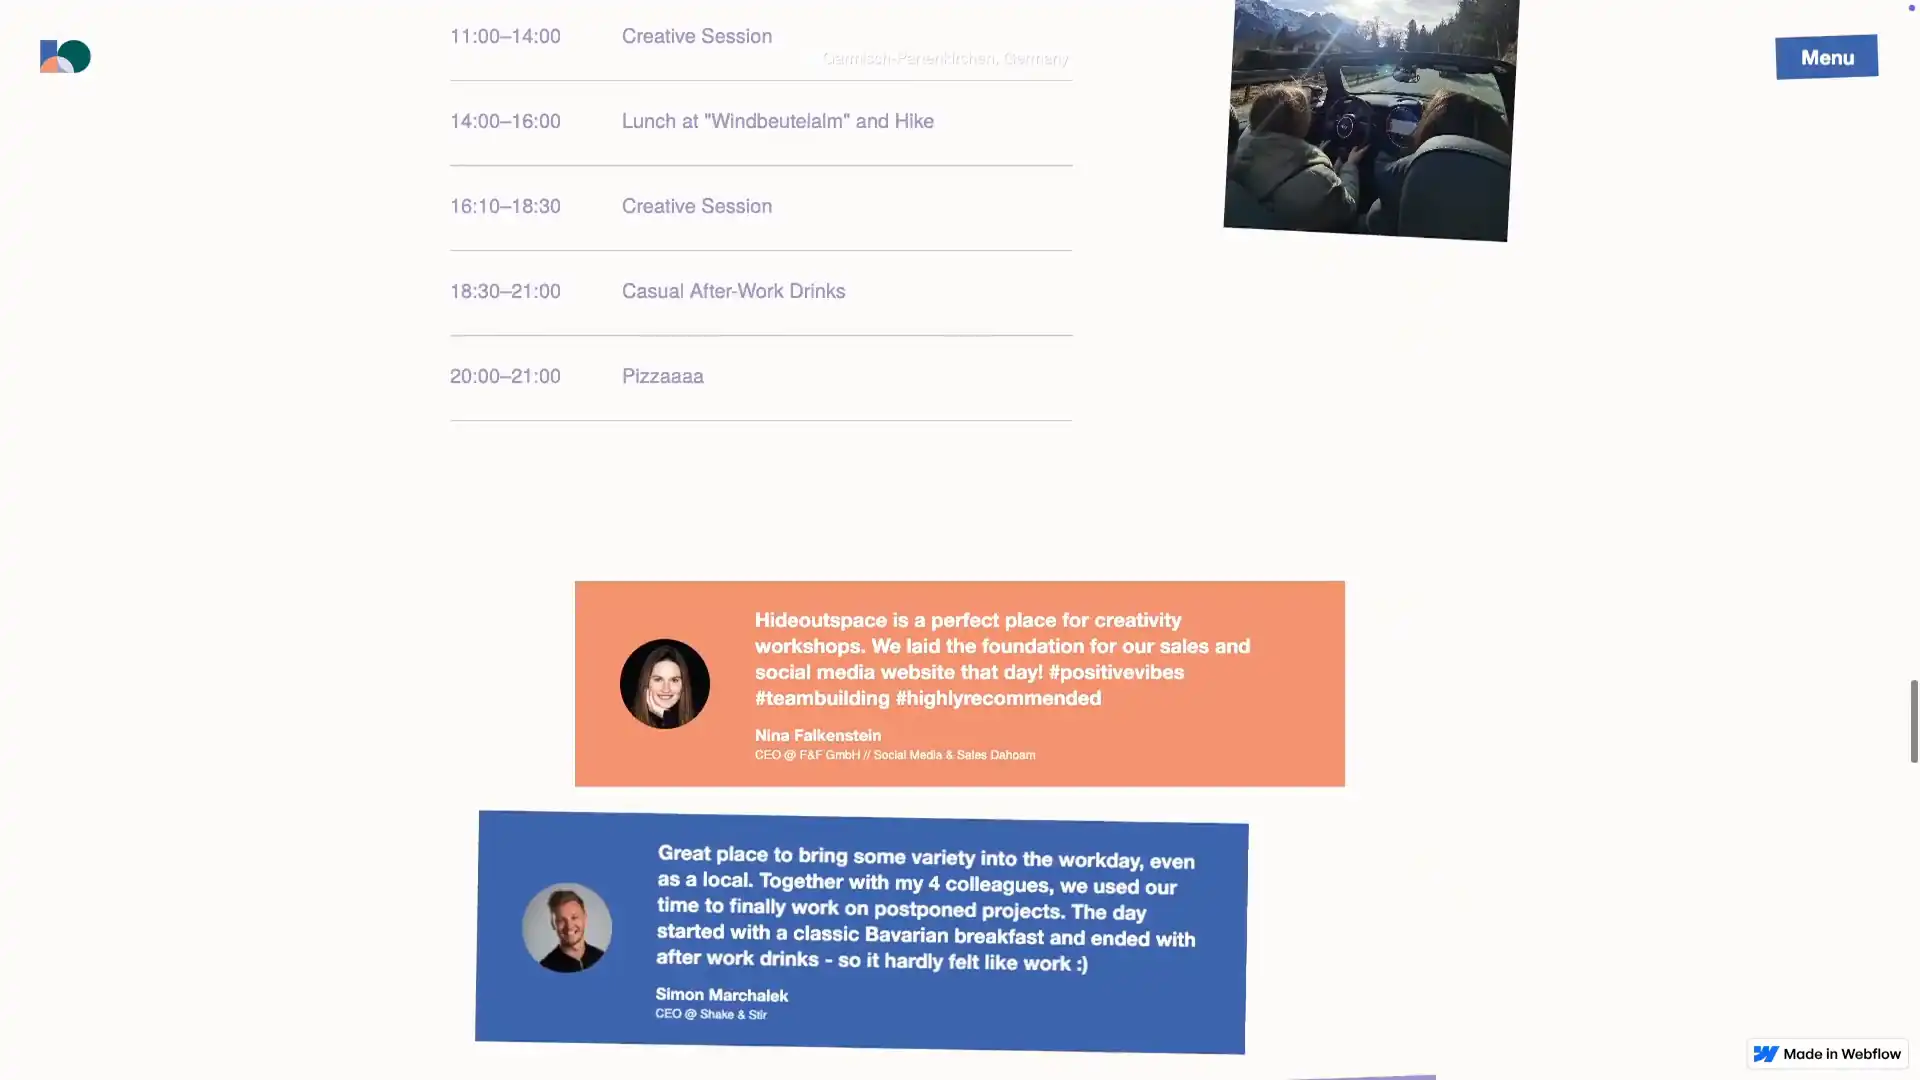 11:00–14:00 Creative Session
Garmisch-Partenkirchen, Germany
Menu
14:00–16:00 Lunch at "Windbeutelalm" and Hike
16:10–18:30 Creative Session
18:30–21:00 Casual After-Work Drinks
20:00–21:00 Pizzaaaa
Hideoutspace is a perfect place for creativity
workshops. We laid the foundation for our sales and
social media website that day! #positivevibes
#teambuilding #highlyrecommended
Nina Falkenstein
CEO @ F&F GmbH // Social Media & Sales Dahoam
Great place to bring some variety into the workday, even
as a local. Together with my 4 colleagues, we used our
time to finally work on postponed projects. The day
started with a classic Bavarian breakfast and ended with
after work drinks - so it hardly felt like work :)
Simon Marchalek
CEO @ Shake & Stir
Made in Webflow